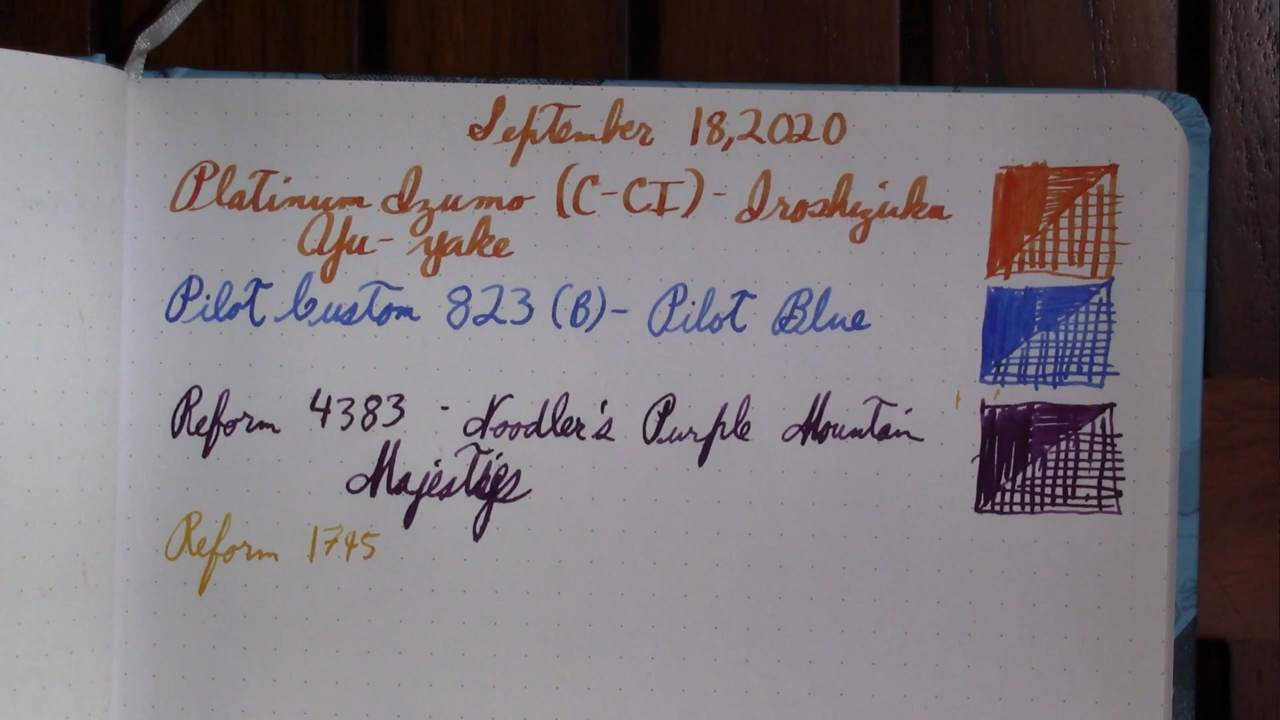 September 18,2020
Platinum Izumo (C-CI)- Iroshizuku
Yu-yake
Pilot Custom 823 (B)- Pilot Blue
Reform 4383 - Noodler's Purple Mountain
Majesties
Reform 1745